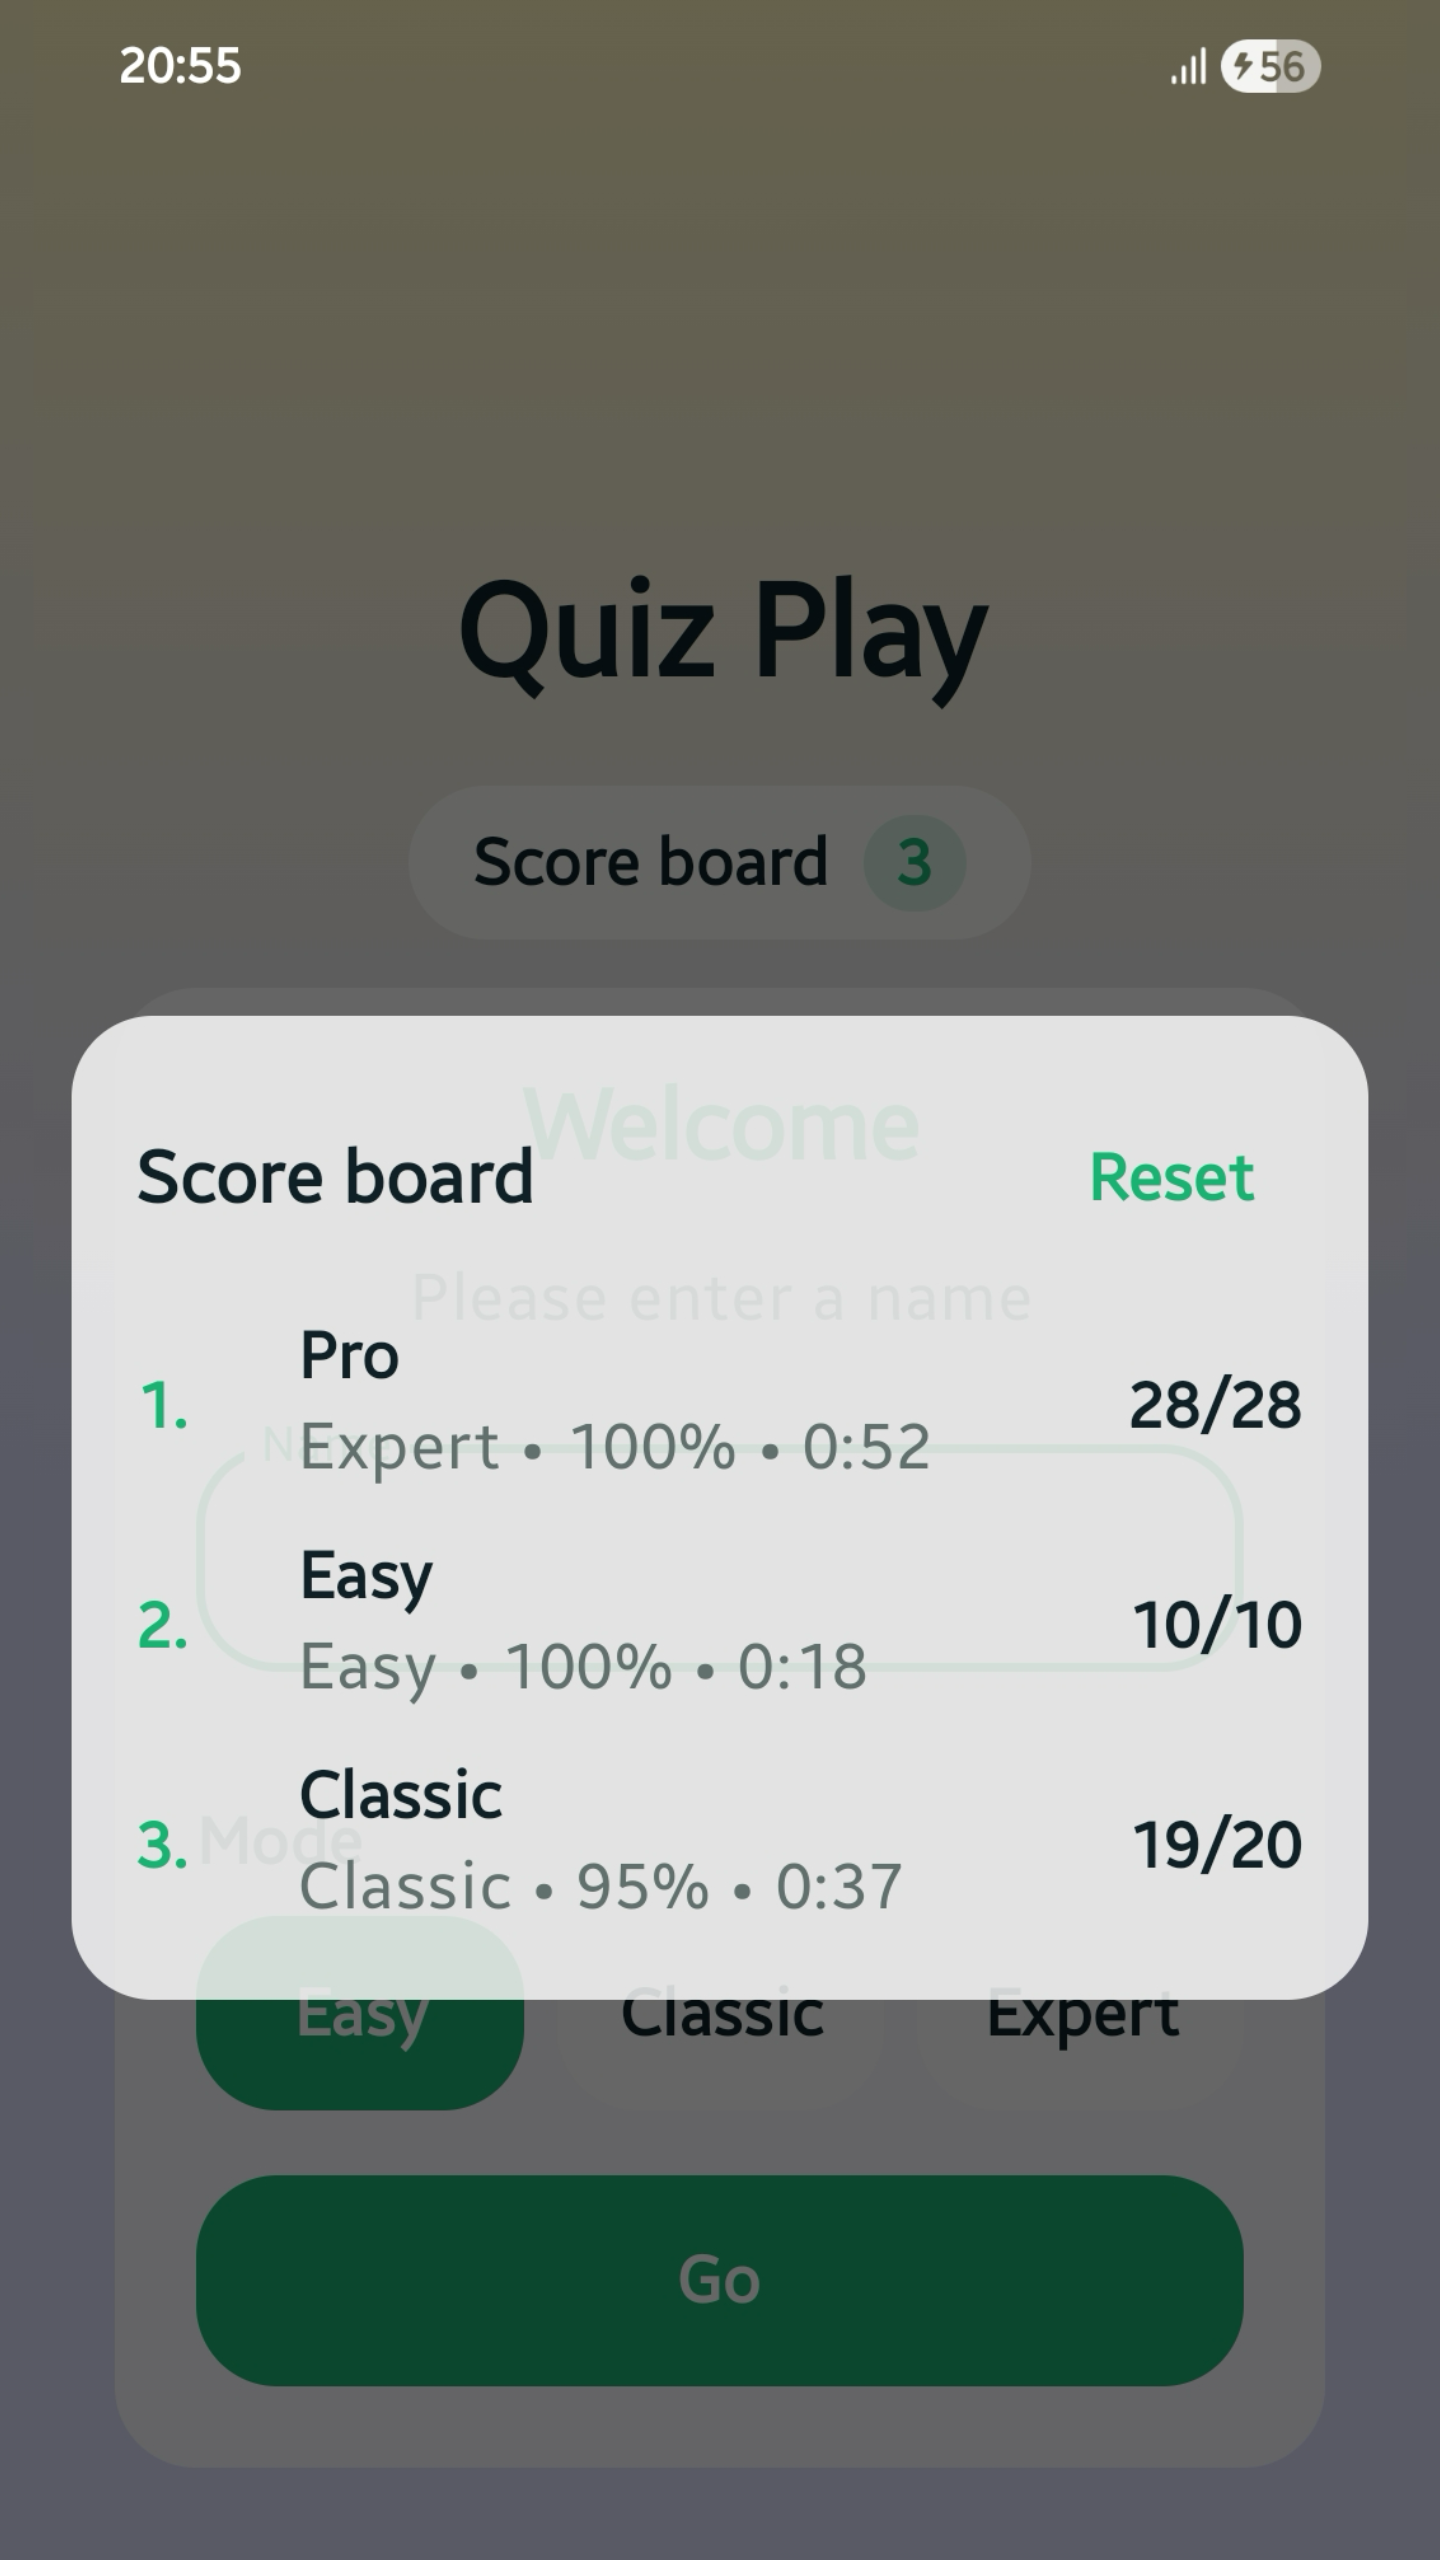 20:55
56
Quiz Play
Score board 3
Welcome
Score board Reset
Please enter a name
Pro
1. 28/28
Name
Expert • 100% • 0:52
Easy
2. 10/10
Easy • 100% • 0:18
Classic
3. 19/20
Mode
Classic • 95% • 0:37
Easy Classic Expert
Go